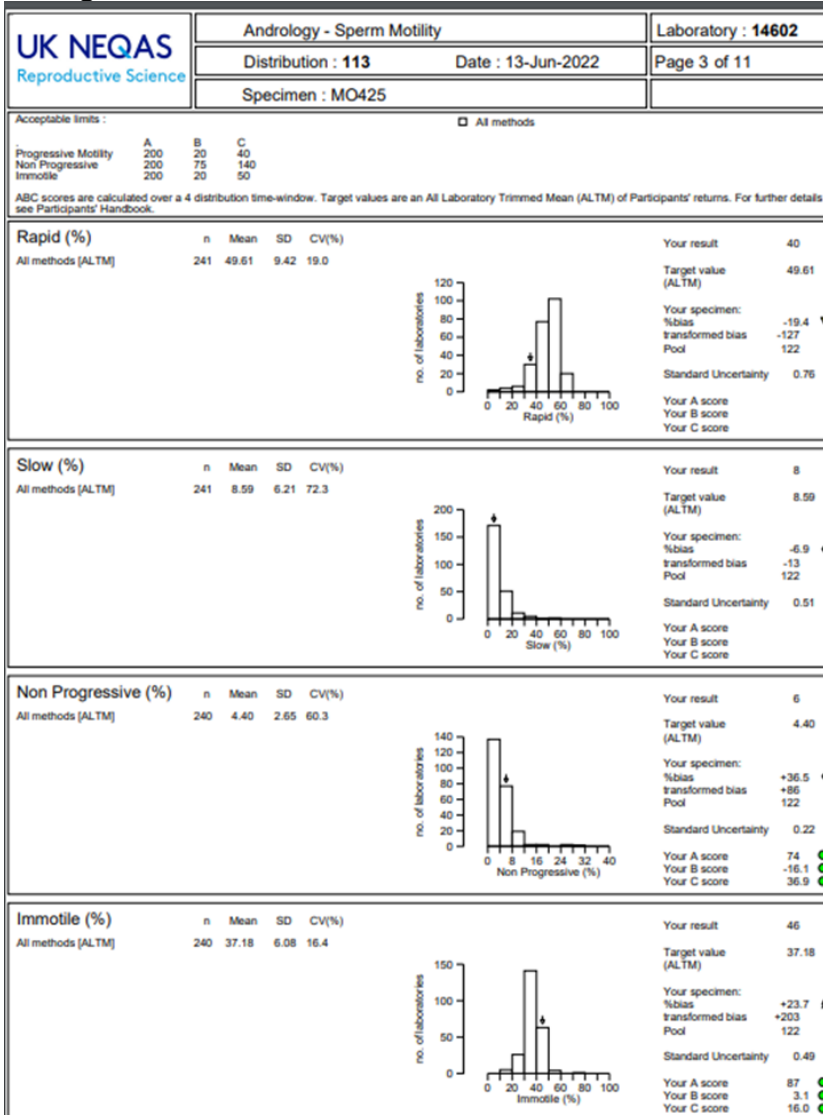 UK NEQAS
Reproductive Science
Andrology - Sperm Motility
Laboratory : 14602
Distribution : 113 Date : 13-Jun-2022
Page 3 of 11
Specimen : MO425
Acceptable limits :
All methods
. A B C
Progressive Motility 200 20 40
Non Progressive 200 75 140
Immotile 200 20 50
ABC scores are calculated over a 4 distribution time-window. Target values are an All Laboratory Trimmed Mean (ALTM) of Participants' returns. For further details
see Participants' Handbook.
Rapid (%) n Mean SD CV(%)
All methods [ALTM] 241 49.61 9.42 19.0
no. of laboratories
120
100
80
60
40
20
0
0 20 40 60 80 100
Rapid (%)
Your result 40
Target value 49.61
(ALTM)
Your specimen:
%bias -19.4
transformed bias -127
Pool 122
Standard Uncertainty 0.76
Your A score
Your B score
Your C score
Slow (%) n Mean SD CV(%)
All methods [ALTM] 241 8.59 6.21 72.3
no. of laboratories
200
150
100
50
0
0 20 40 60 80 100
Slow (%)
Your result 8
Target value 8.59
(ALTM)
Your specimen:
%bias -6.9
transformed bias -13
Pool 122
Standard Uncertainty 0.51
Your A score
Your B score
Your C score
Non Progressive (%) n Mean SD CV(%)
All methods [ALTM] 240 4.40 2.65 60.3
no. of laboratories
140
120
100
80
60
40
20
0
0 8 16 24 32 40
Non Progressive (%)
Your result 6
Target value 4.40
(ALTM)
Your specimen:
%bias +36.5
transformed bias +86
Pool 122
Standard Uncertainty 0.22
Your A score 74
Your B score -16.1
Your C score 36.9
Immotile (%) n Mean SD CV(%)
All methods [ALTM] 240 37.18 6.08 16.4
no. of laboratories
150
100
50
0
0 20 40 60 80 100
Immotile (%)
Your result 46
Target value 37.18
(ALTM)
Your specimen:
%bias +23.7
transformed bias +203
Pool 122
Standard Uncertainty 0.49
Your A score 87
Your B score 3.1
Your C score 16.0